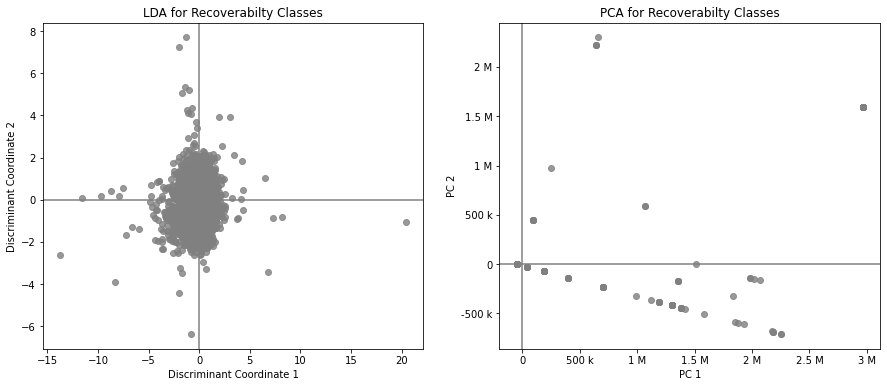 LDA for Recoverabilty Classes
8
6
4
2
0
-2
-4
-6
Discriminant Coordinate 2
-15
-10
-5
0
5
10
15
20
Discriminant Coordinate 1
PCA for Recoverabilty Classes
2 M
1.5 M
1 M
500 k
0
-500 k
PC 2
0
500 k
1 M
1.5 M
2 M
2.5 M
3 M
PC 1